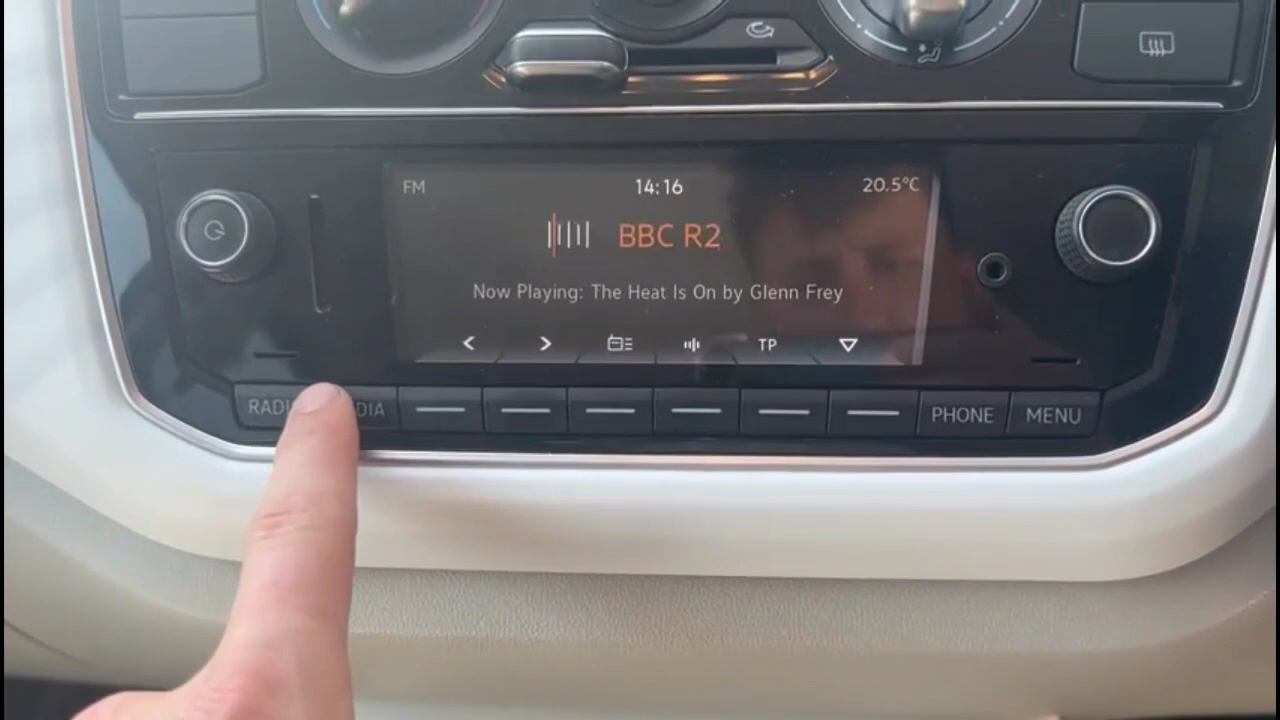 FM 14:16 20.5°C
BBC R2
Now Playing: The Heat Is On by Glenn Frey
TP
PHONE MENU